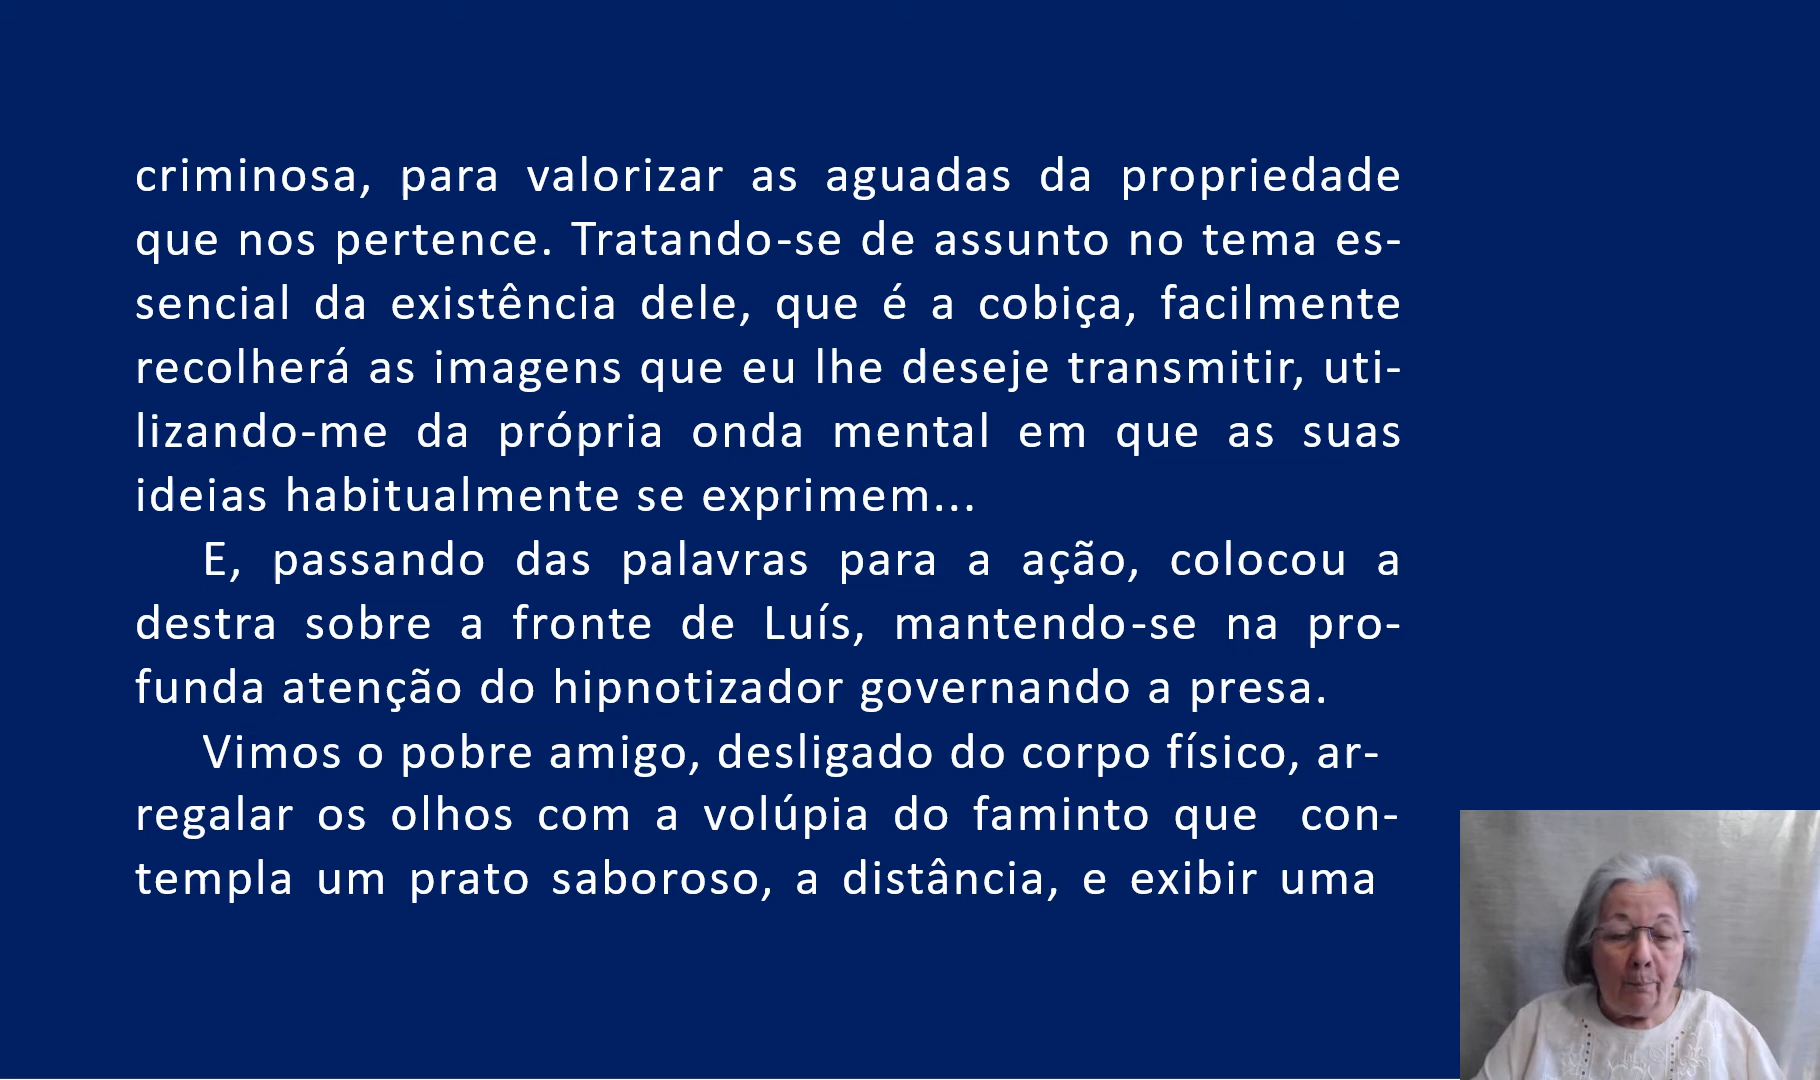 criminosa, para valorizar as aguadas da propriedade
que nos pertence. Tratando-se de assunto no tema es-
sencial da existência dele, que é a cobiça, facilmente
recolherá as imagens que eu lhe deseje transmitir, uti-
lizando-me da própria onda mental em que as suas
ideias habitualmente se exprimem...
E, passando das palavras para a ação, colocou a
destra sobre a fronte de Luís, mantendo-se na pro-
funda atenção do hipnotizador governando a presa.
Vimos o pobre amigo, desligado do corpo físico, ar-
regalar os olhos com a volúpia do faminto que con-
templa um prato saboroso, a distância, e exibir uma